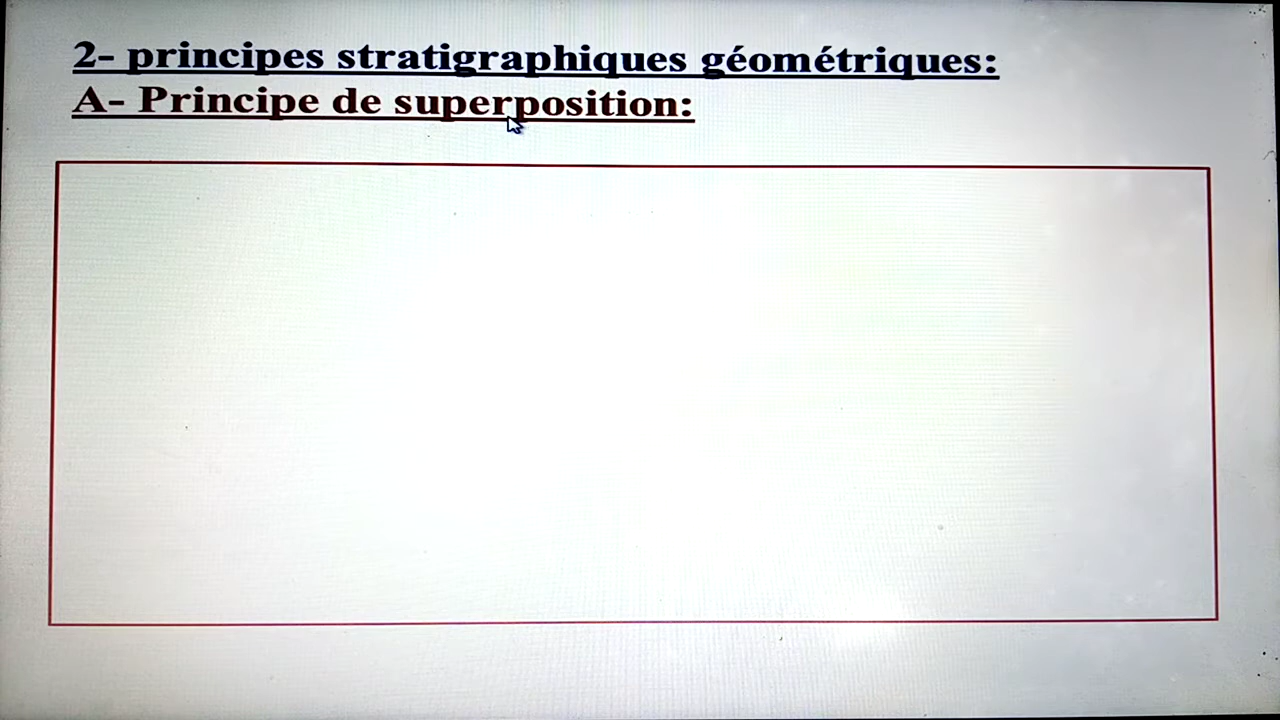 2- principes stratigraphiques géométriques:
A- Principe de superposition: